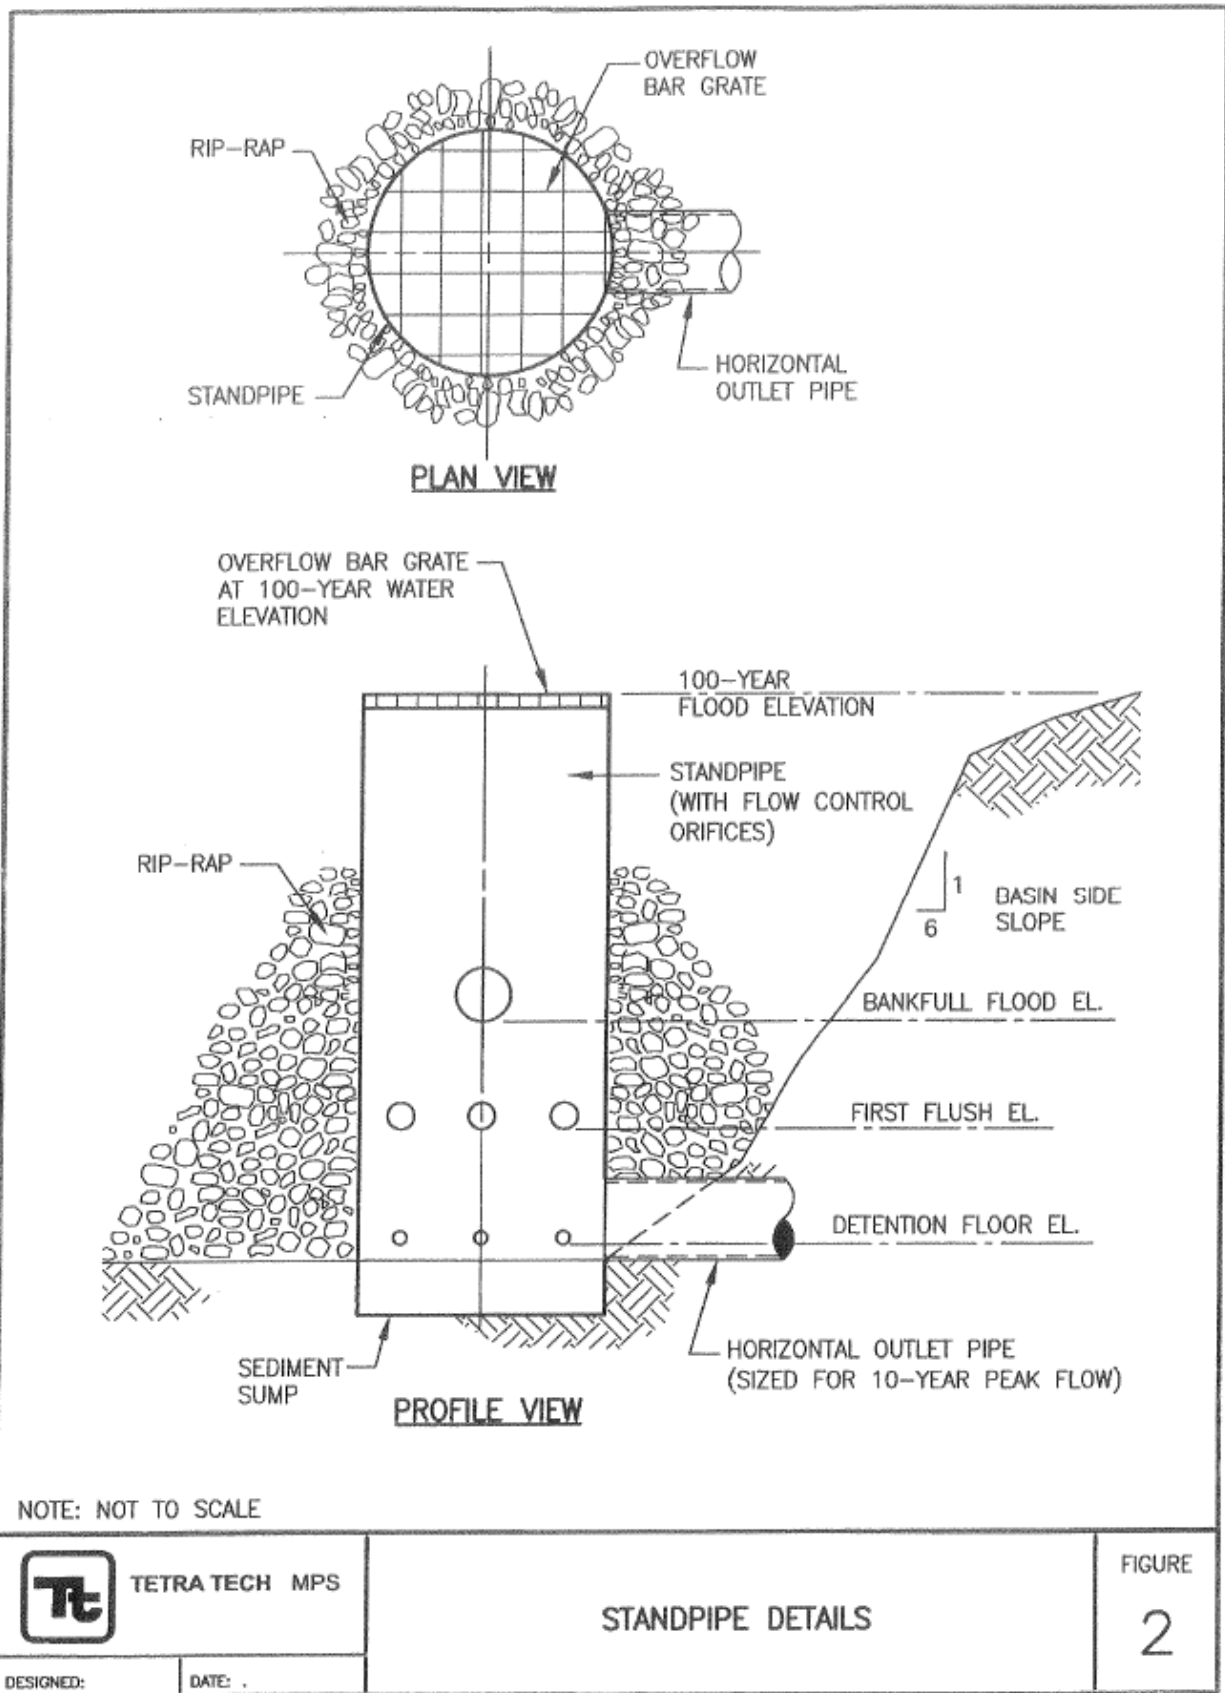 OVERFLOW
BAR GRATE
RIP-RAP
HORIZONTAL
OUTLET PIPE
STANDPIPE
PLAN VIEW
OVERFLOW BAR GRATE
AT 100-YEAR WATER
ELEVATION
100-YEAR
FLOOD ELEVATION
STANDPIPE
(WITH FLOW CONTROL
ORIFICES)
RIP-RAP
1
6
BASIN SIDE
SLOPE
BANKFULL FLOOD EL.
FIRST FLUSH EL.
DETENTION FLOOR EL.
HORIZONTAL OUTLET PIPE
(SIZED FOR 10-YEAR PEAK FLOW)
SEDIMENT
SUMP
PROFILE VIEW
NOTE: NOT TO SCALE
Tt
TETRA TECH MPS
STANDPIPE DETAILS
FIGURE
2
DESIGNED:
DATE: .